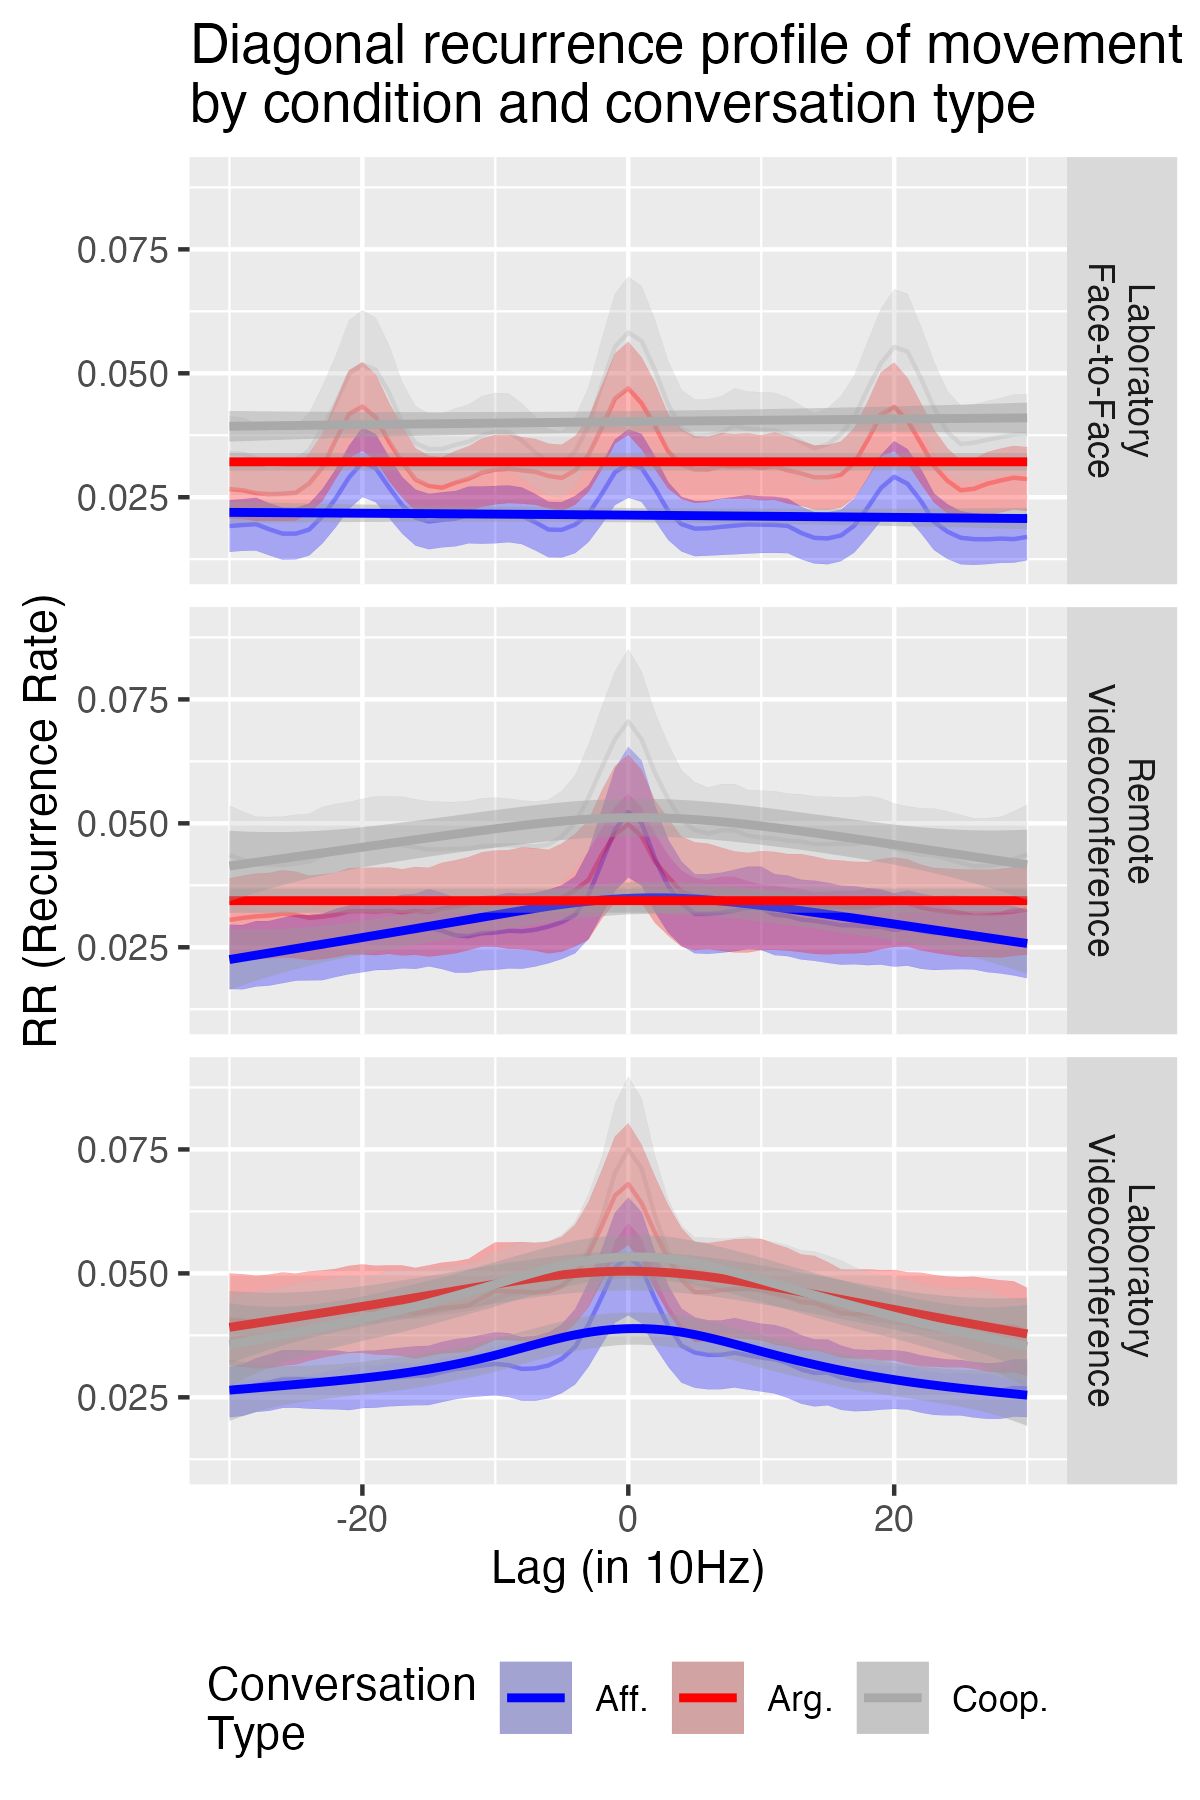 Diagonal recurrence profile of movement
by condition and conversation type
RR (Recurrence Rate)
0.075
0.050
0.025
Laboratory
Face-to-Face
0.075
0.050
0.025
Remote
Videoconference
0.075
0.050
0.025
Laboratory
Videoconference
-20
0
20
Lag (in 10Hz)
Conversation
Type
Aff.
Arg.
Coop.